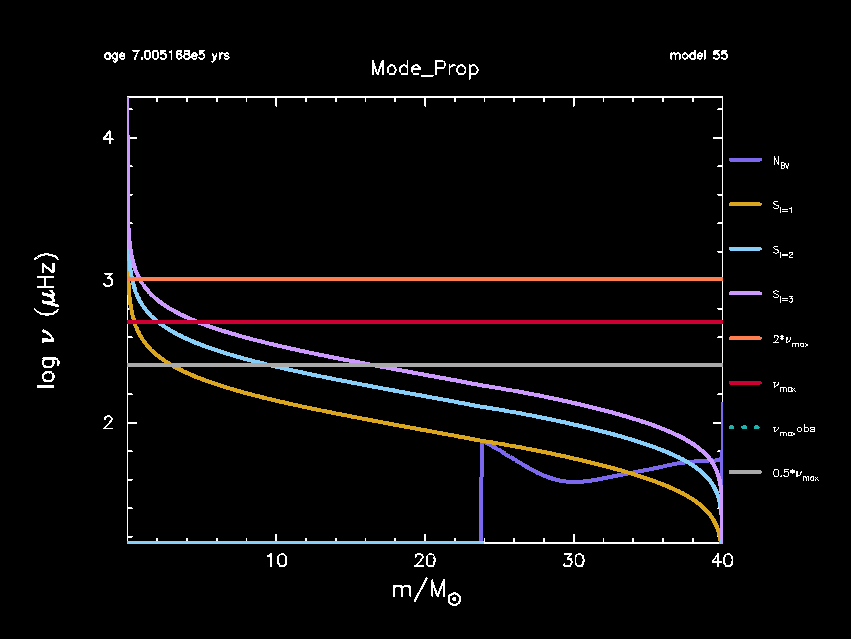 age 7.005168e5 yrs
model 55
Mode_Prop
log ν (μHz)
4
3
2
10
20
30
40
m/M⊙
N_BV
S_l=1
S_l=2
S_l=3
2*ν_max
ν_max
ν_max obs
0.5*ν_max